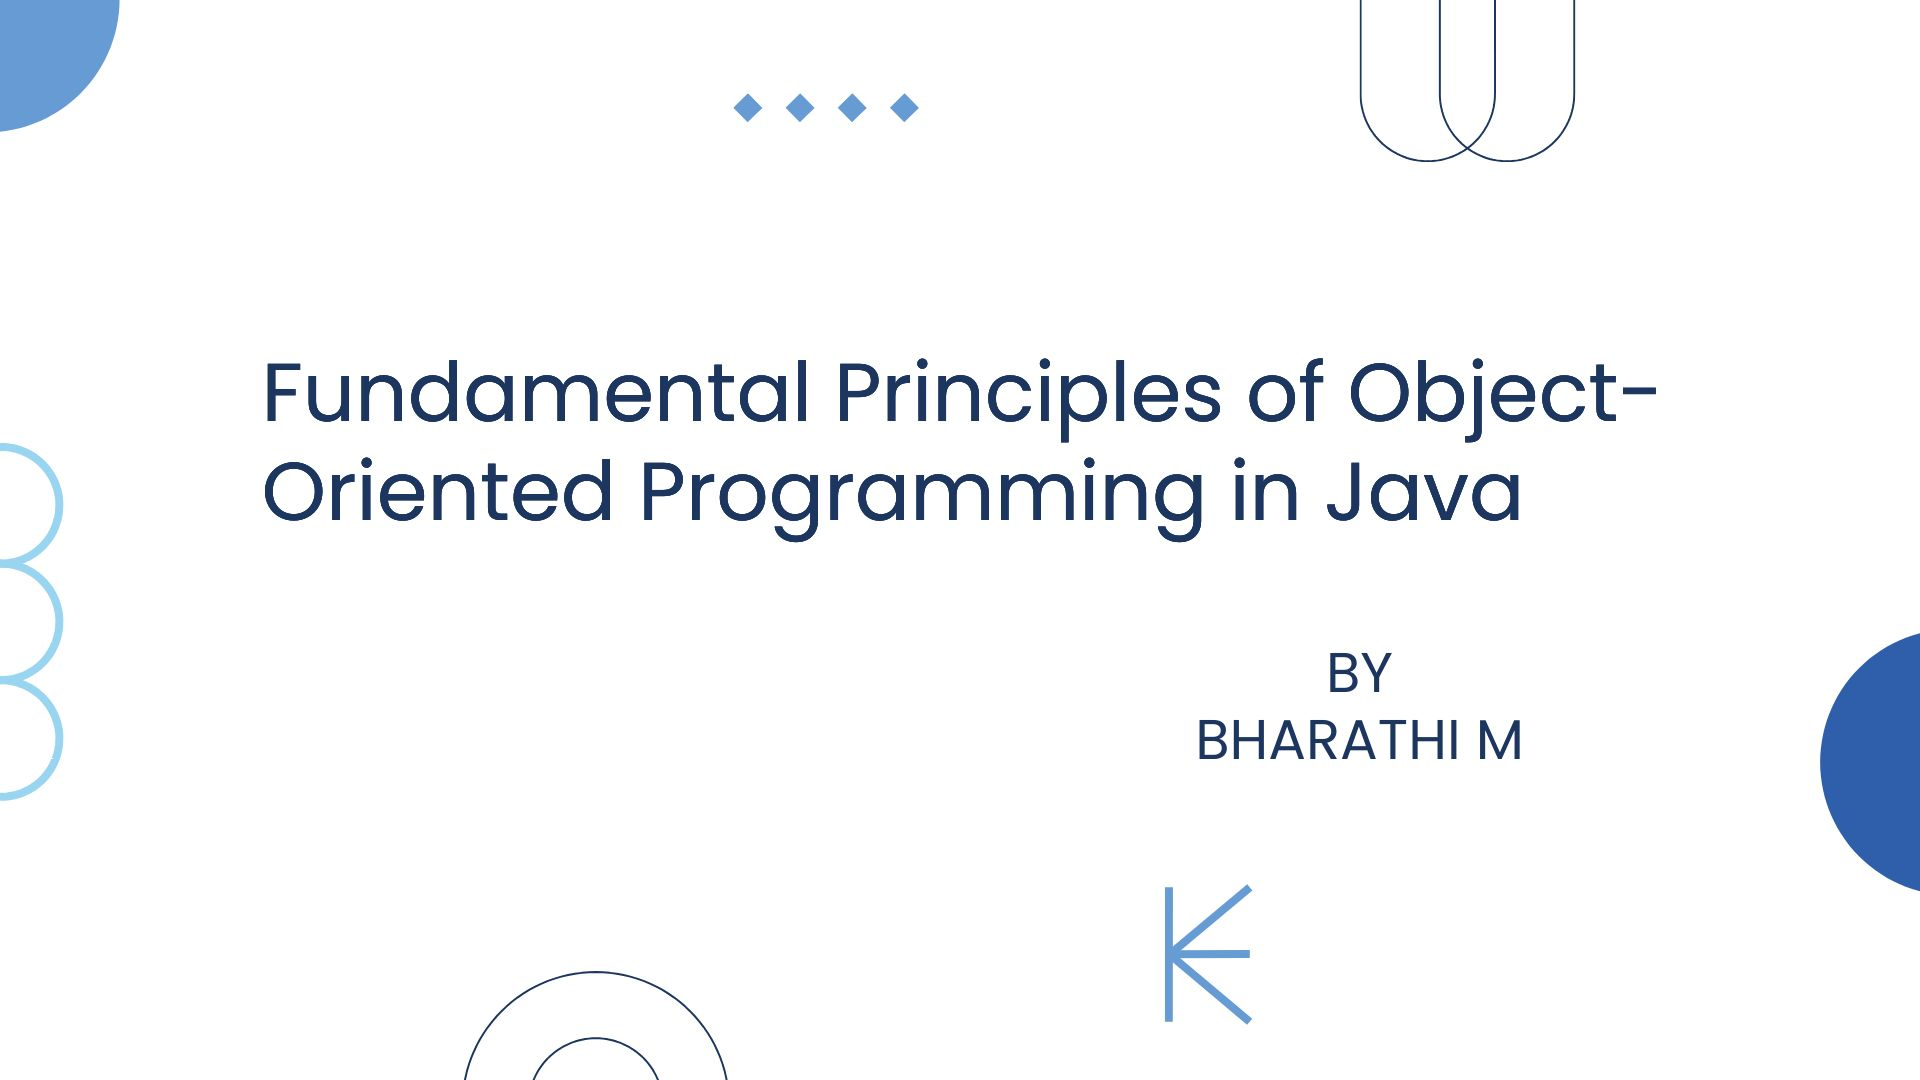 Fundamental Principles of Object-
Oriented Programming in Java
BY
BHARATHI M